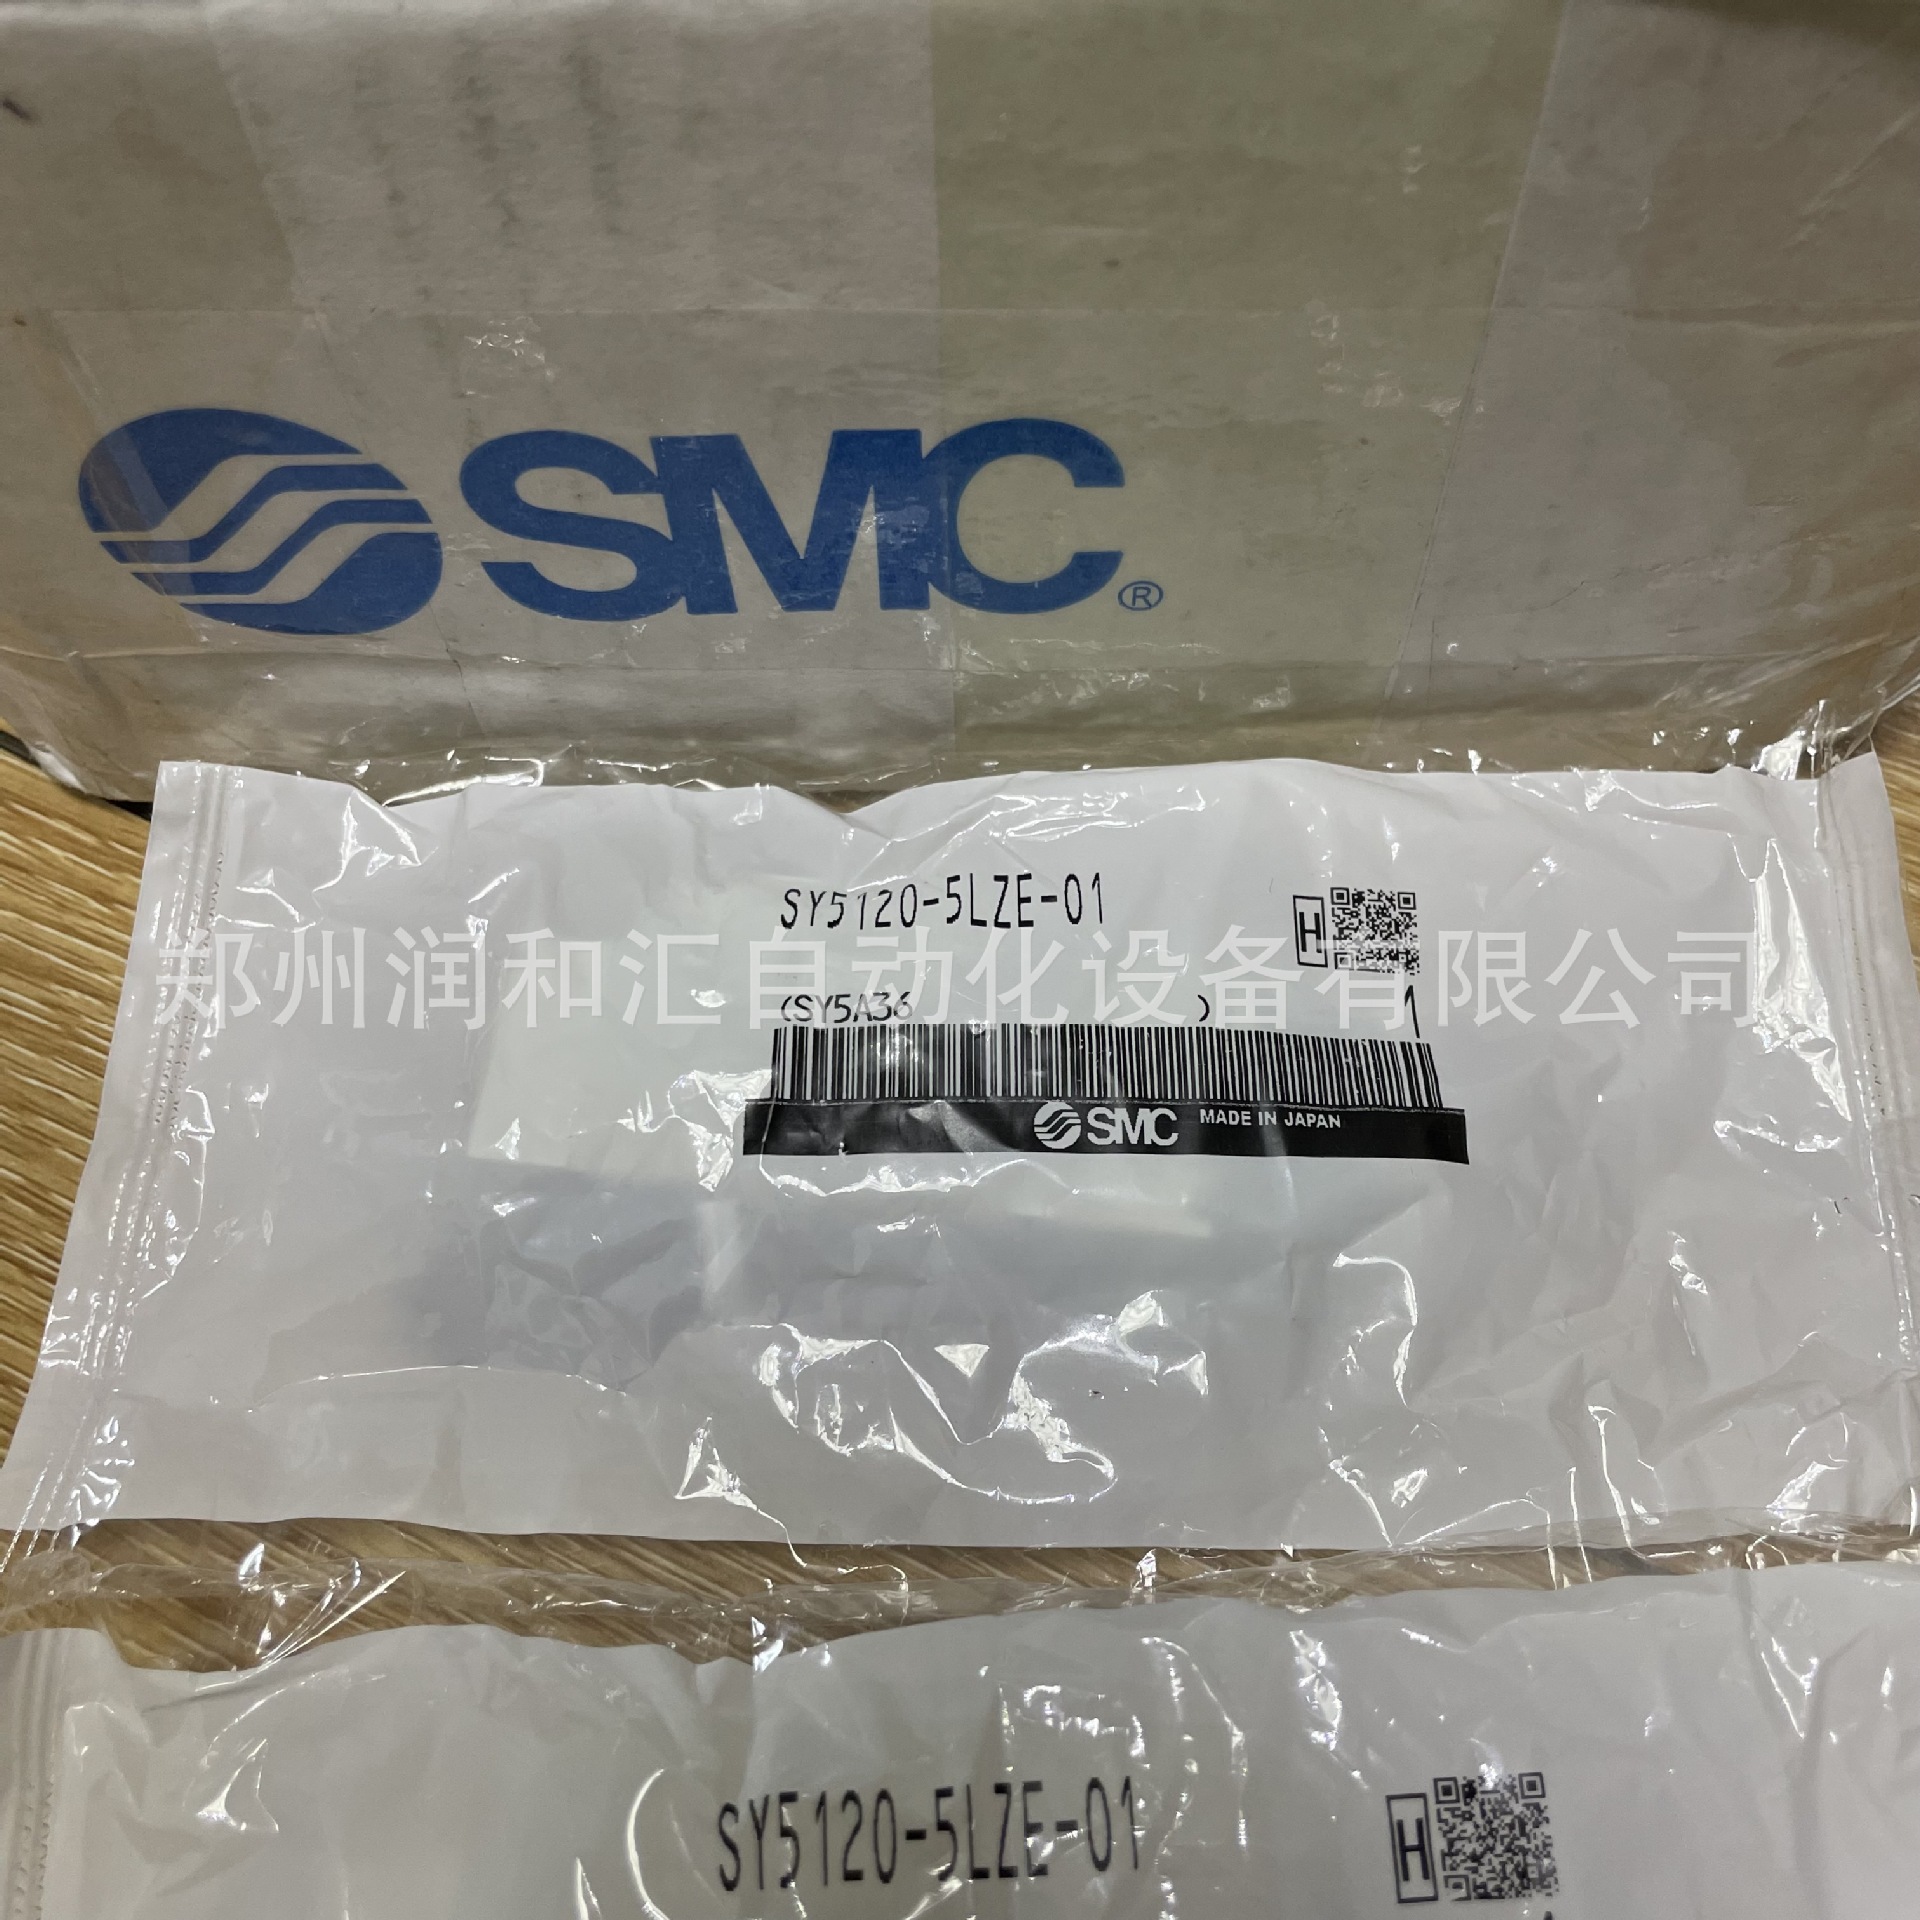 SMC®
SY5120-5LZE-01
H
郑州润和汇自动化设备有限公司
(SY5A36 ) 1
SMC MADE IN JAPAN
SY5120-5LZE-01
H